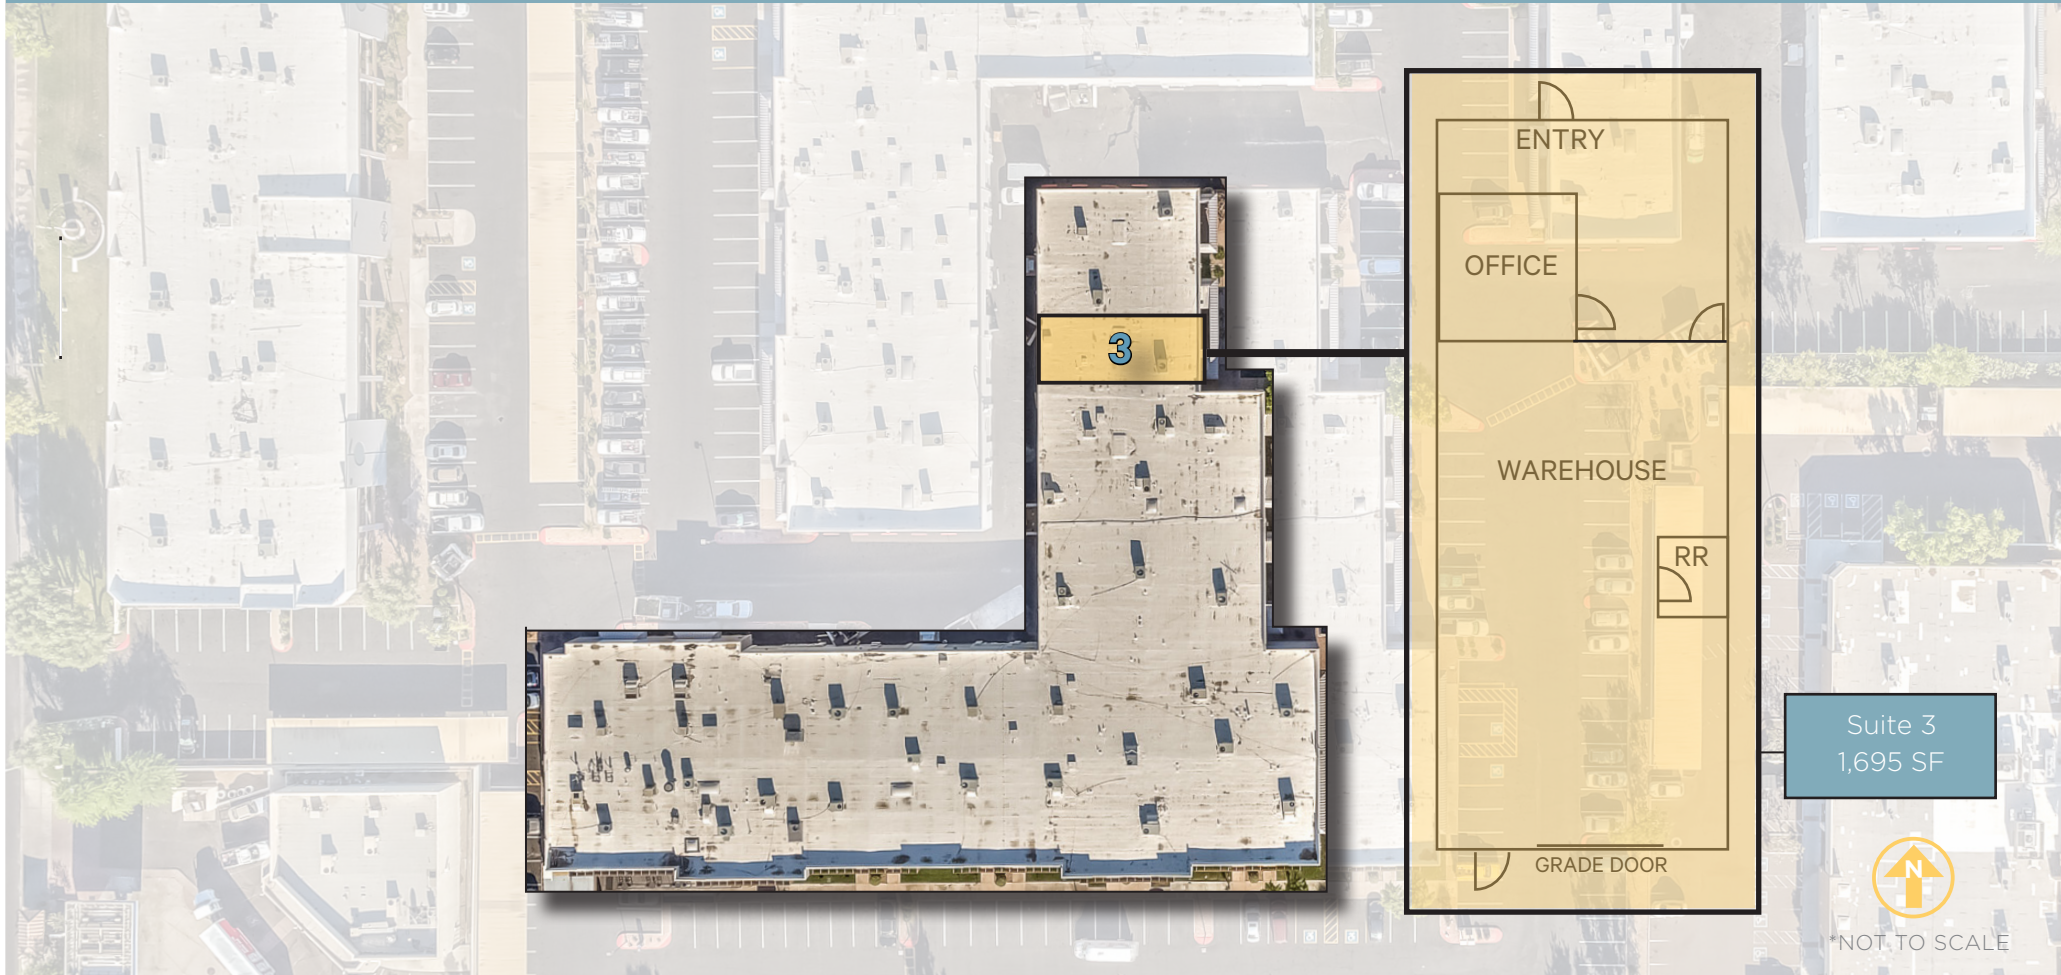 ENTRY
OFFICE
3
WAREHOUSE
RR
Suite 3
1,695 SF
GRADE DOOR
N
*NOT TO SCALE